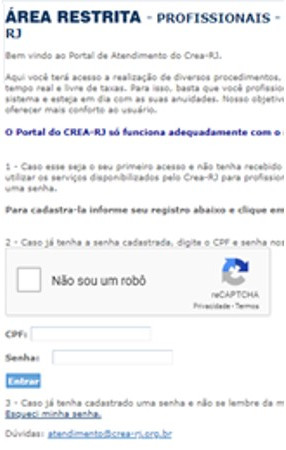 ÁREA RESTRITA - PROFISSIONAIS -
RJ
Bem vindo ao Portal de Atendimento do Crea-RJ.
Aqui você terá acesso a realização de diversos procedimentos.
tempo real e livre de taxas. Para isso, basta que você profissio
sistema e esteja em dia com as suas anuidades. Nosso objetivo
oferecer mais conforto ao usuário.
O Portal do CREA-RJ só funciona adequadamente com o
1 - Caso esse seja o seu primeiro acesso e não tenha recebido
utilizar os serviços disponibilizados pelo Crea-RJ para profission
uma senha.
Para cadastra-la informe seu registro abaixo e clique em
2 - Caso já tenha a senha cadastrada, digite o CPF e senha nos
Não sou um robô
reCAPTCHA
Privacidade - Termos
CPF:
Senha:
Entrar
3 - Caso já tenha cadastrado uma senha e não se lembre da m
Esqueci minha senha.
Dúvidas: atendimento@crea-rj.org.br